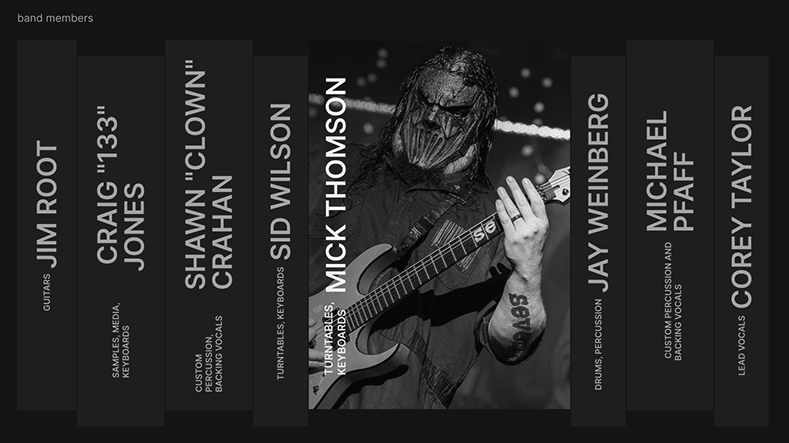 band members
JIM ROOT
GUITARS
CRAIG "133"
JONES
SAMPLES, MEDIA,
KEYBOARDS
SHAWN "CLOWN"
CRAHAN
CUSTOM
PERCUSSION,
BACKING VOCALS
SID WILSON
TURNTABLES, KEYBOARDS
MICK THOMSON
TURNTABLES,
KEYBOARDS
seven
JAY WEINBERG
DRUMS, PERCUSSION
MICHAEL
PFAFF
CUSTOM PERCUSSION AND
BACKING VOCALS
COREY TAYLOR
LEAD VOCALS